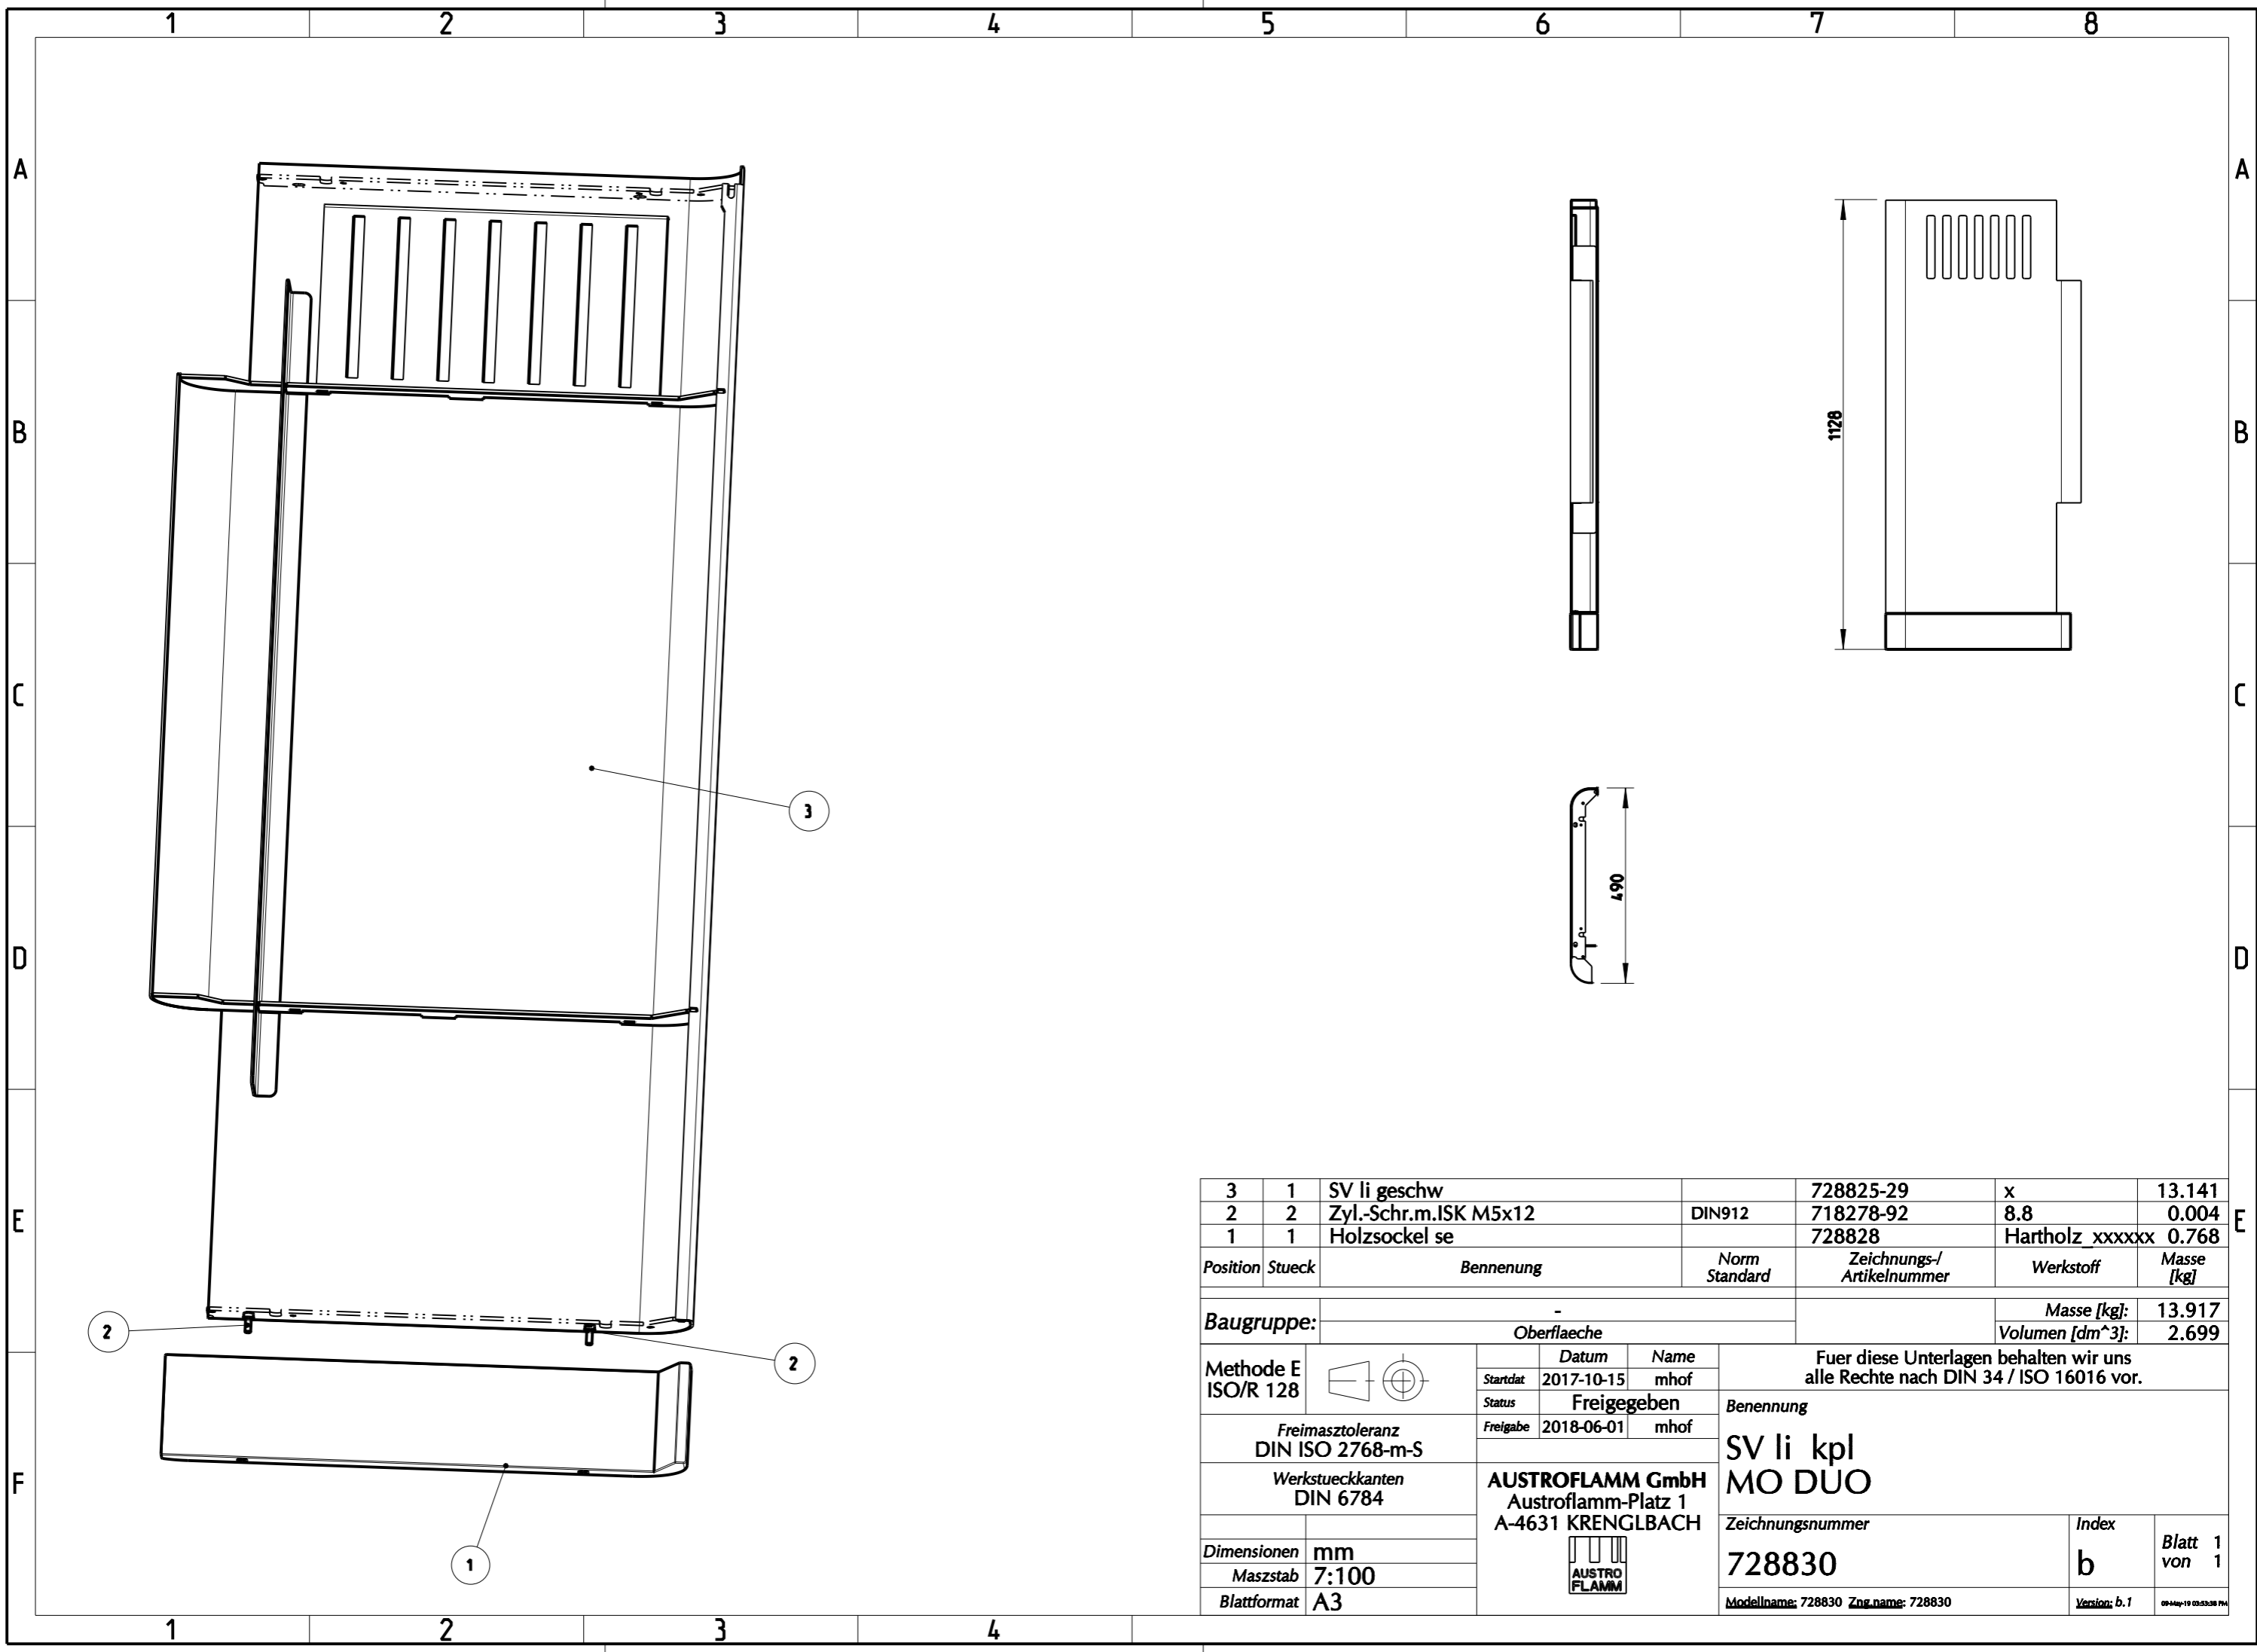 1 2 3 4 5 6 7 8
A A
B B
C C
D D
E E
F
1128
490
3
2
2
1
3 1 SV li geschw 728825-29 x 13.141
2 2 Zyl.-Schr.m.ISK M5x12 DIN912 718278-92 8.8 0.004
1 1 Holzsockel se 728828 Hartholz_xxxxxx 0.768
Position Stueck Bennenung Norm Standard Zeichnungs-/ Artikelnummer Werkstoff Masse [kg]
Baugruppe: - Masse [kg]: 13.917
Oberflaeche Volumen [dm^3]: 2.699
Methode E
ISO/R 128
Datum Name
Startdat 2017-10-15 mhof
Status Freigegeben
Freigabe 2018-06-01 mhof
Fuer diese Unterlagen behalten wir uns
alle Rechte nach DIN 34 / ISO 16016 vor.
Freimasztoleranz
DIN ISO 2768-m-S
Werkstueckkanten
DIN 6784
Benennung
SV li kpl
MO DUO
AUSTROFLAMM GmbH
Austroflamm-Platz 1
A-4631 KRENGLBACH
AUSTRO
FLAMM
Dimensionen mm
Maszstab 7:100
Blattformat A3
Zeichnungsnummer
728830
Index
b
Blatt 1
von 1
Modellname: 728830 Zng.name: 728830
Version: b.1
09-May-19 03:53:38 PM
1 2 3 4